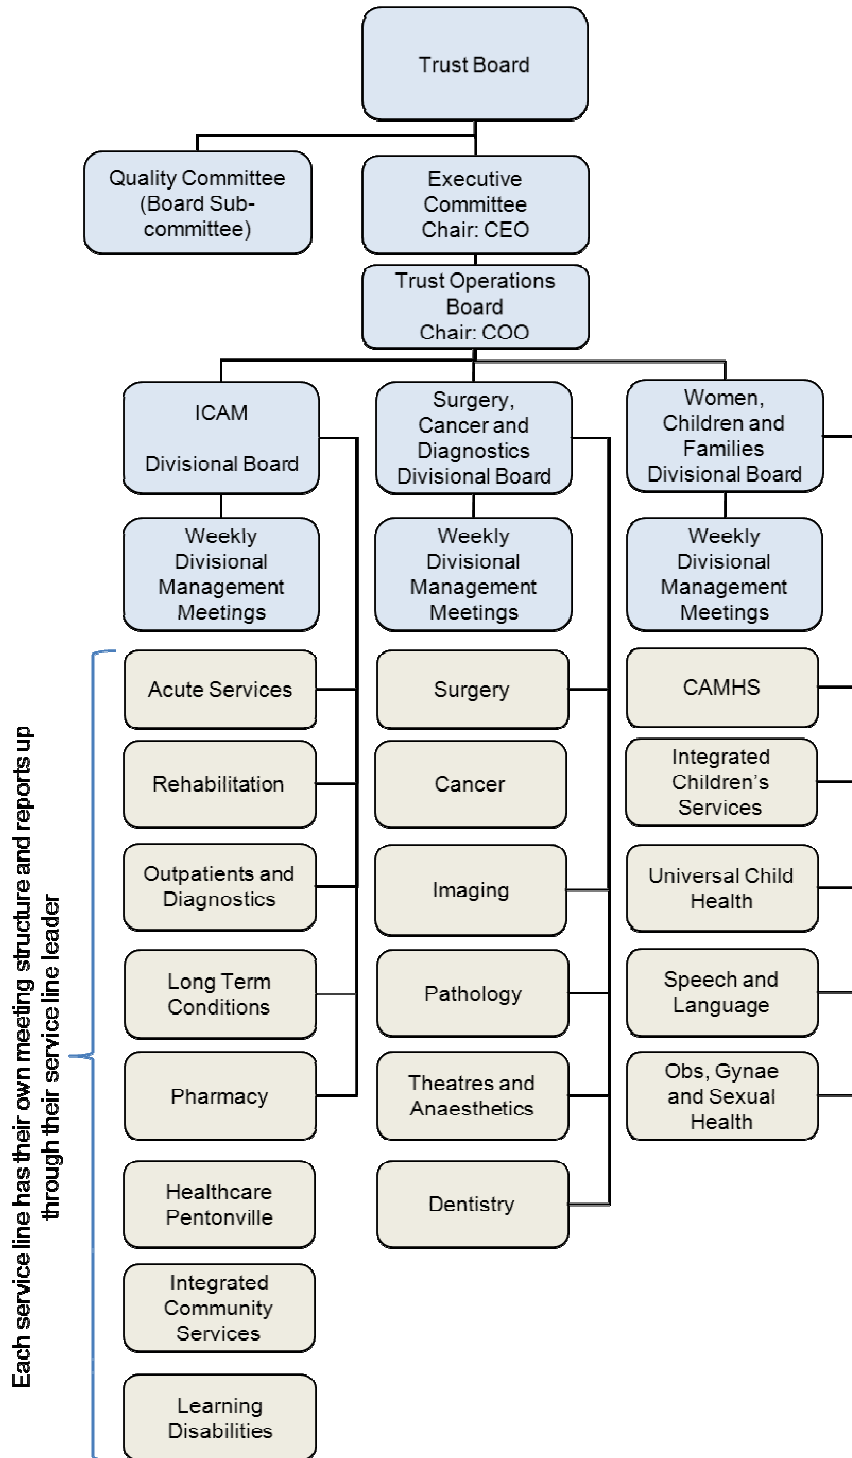 Trust Board
Quality Committee
(Board Sub-
committee)
Executive
Committee
Chair: CEO
Trust Operations
Board
Chair: COO
ICAM
Divisional Board
Surgery,
Cancer and
Diagnostics
Divisional Board
Women,
Children and
Families
Divisional Board
Weekly
Divisional
Management
Meetings
Weekly
Divisional
Management
Meetings
Weekly
Divisional
Management
Meetings
Each service line has their own meeting structure and reports up
through their service line leader
Acute Services
Rehabilitation
Outpatients and
Diagnostics
Long Term
Conditions
Pharmacy
Healthcare
Pentonville
Integrated
Community
Services
Learning
Disabilities
Surgery
Cancer
Imaging
Pathology
Theatres and
Anaesthetics
Dentistry
CAMHS
Integrated
Children's
Services
Universal Child
Health
Speech and
Language
Obs, Gynae
and Sexual
Health